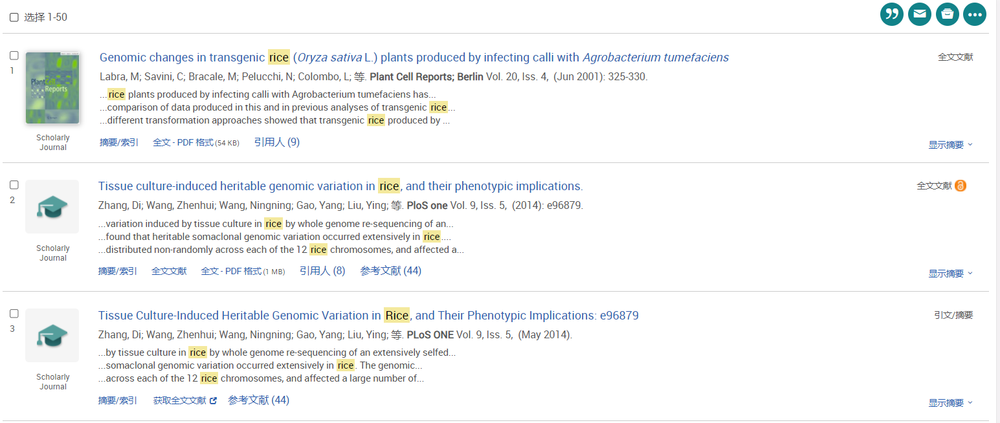 选择 1-50
1
PlantCell
Reports
Scholarly
Journal
Genomic changes in transgenic rice (Oryza sativa L.) plants produced by infecting calli with Agrobacterium tumefaciens
全文文献
Labra, M; Savini, C; Bracale, M; Pelucchi, N; Colombo, L; 等. Plant Cell Reports; Berlin Vol. 20, Iss. 4, (Jun 2001): 325-330.
...rice plants produced by infecting calli with Agrobacterium tumefaciens has...
...comparison of data produced in this and in previous analyses of transgenic rice...
...different transformation approaches showed that transgenic rice produced by ...
摘要/索引 全文 - PDF 格式 (54 KB) 引用人 (9)
显示摘要
2
Scholarly
Journal
Tissue culture-induced heritable genomic variation in rice, and their phenotypic implications.
全文文献
Zhang, Di; Wang, Zhenhui; Wang, Ningning; Gao, Yang; Liu, Ying; 等. PloS one Vol. 9, Iss. 5, (2014): e96879.
...variation induced by tissue culture in rice by whole genome re-sequencing of an...
...found that heritable somaclonal genomic variation occurred extensively in rice....
...distributed non-randomly across each of the 12 rice chromosomes, and affected a...
摘要/索引 全文文献 全文 - PDF 格式 (1 MB) 引用人 (8) 参考文献 (44)
显示摘要
3
Scholarly
Journal
Tissue Culture-Induced Heritable Genomic Variation in Rice, and Their Phenotypic Implications: e96879
引文/摘要
Zhang, Di; Wang, Zhenhui; Wang, Ningning; Gao, Yang; Liu, Ying; 等. PLoS ONE Vol. 9, Iss. 5, (May 2014).
...by tissue culture in rice by whole genome re-sequencing of an extensively selfed...
...somaclonal genomic variation occurred extensively in rice. The genomic...
...across each of the 12 rice chromosomes, and affected a large number of...
摘要/索引 获取全文文献 参考文献 (44)
显示摘要